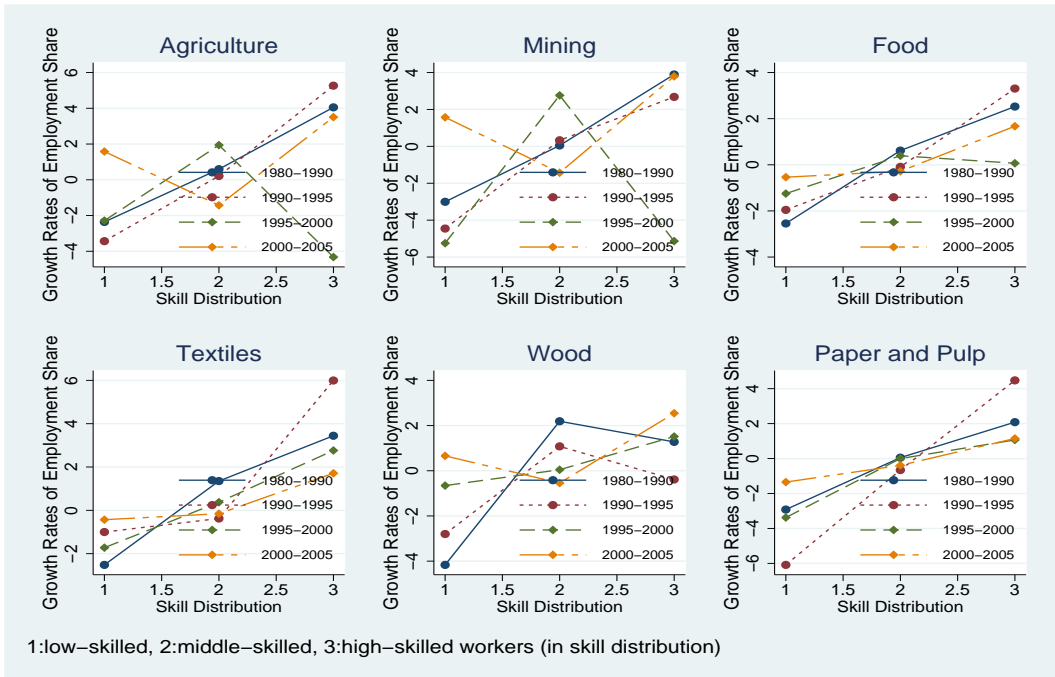 Agriculture
Growth Rates of Employment Share
6
4
2
0
−2
−4
1980−1990
1990−1995
1995−2000
2000−2005
1 1.5 2 2.5 3
Skill Distribution
Mining
Growth Rates of Employment Share
4
2
0
−2
−4
−6
1980−1990
1990−1995
1995−2000
2000−2005
1 1.5 2 2.5 3
Skill Distribution
Food
Growth Rates of Employment Share
4
2
0
−2
−4
1980−1990
1990−1995
1995−2000
2000−2005
1 1.5 2 2.5 3
Skill Distribution
Textiles
Growth Rates of Employment Share
6
4
2
0
−2
1980−1990
1990−1995
1995−2000
2000−2005
1 1.5 2 2.5 3
Skill Distribution
Wood
Growth Rates of Employment Share
4
2
0
−2
−4
1980−1990
1990−1995
1995−2000
2000−2005
1 1.5 2 2.5 3
Skill Distribution
Paper and Pulp
Growth Rates of Employment Share
4
2
0
−2
−4
−6
1980−1990
1990−1995
1995−2000
2000−2005
1 1.5 2 2.5 3
Skill Distribution
1:low−skilled, 2:middle−skilled, 3:high−skilled workers (in skill distribution)